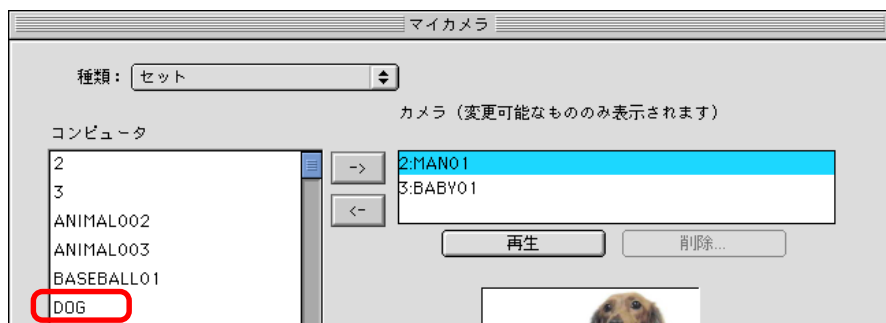 マイカメラ
種類： セット
カメラ（変更可能なもののみ表示されます）
コンピュータ
2
3
ANIMAL002
ANIMAL003
BASEBALL01
DOG
->
<-
2:MAN01
3:BABY01
再生
削除...